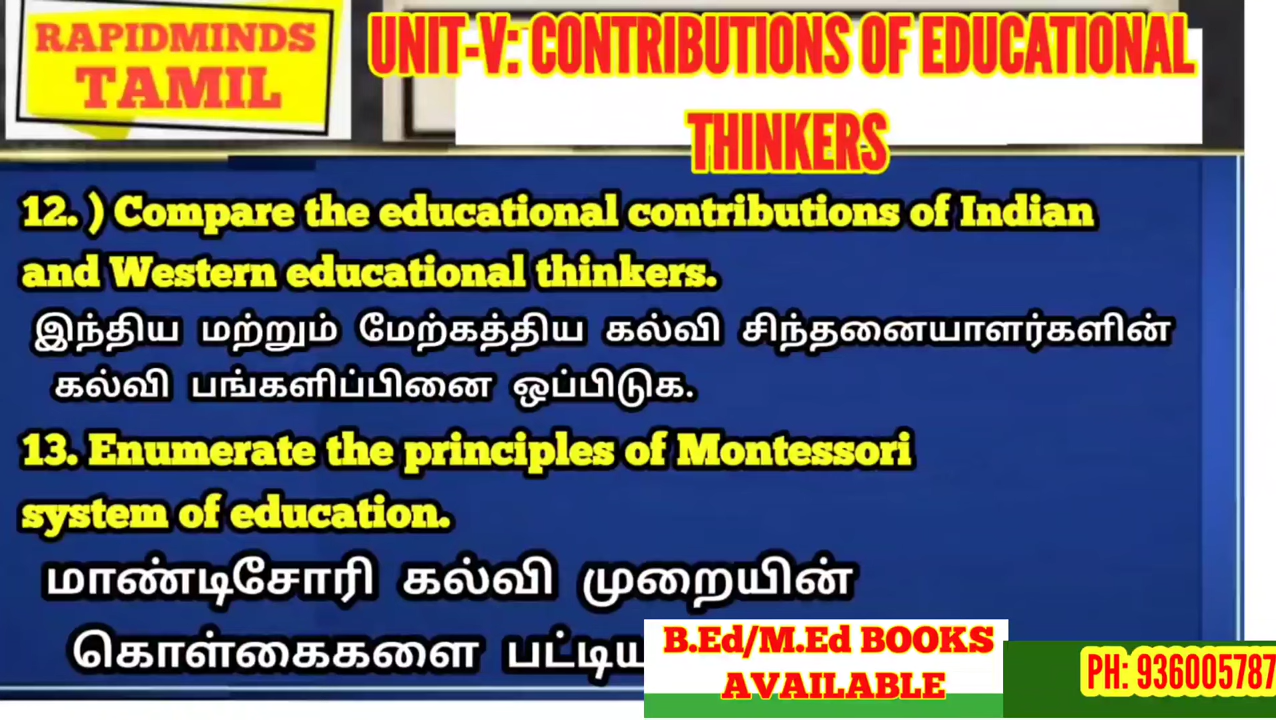 RAPIDMINDS
TAMIL
UNIT-V: CONTRIBUTIONS OF EDUCATIONAL
THINKERS
12. ) Compare the educational contributions of Indian
and Western educational thinkers.
இந்திய மற்றும் மேற்கத்திய கல்வி சிந்தனையாளர்களின்
கல்வி பங்களிப்பினை ஒப்பிடுக.
13. Enumerate the principles of Montessori
system of education.
மாண்டிசோரி கல்வி முறையின்
கொள்கைகளை
B.Ed/M.Ed BOOKS
AVAILABLE
PH: 936005787